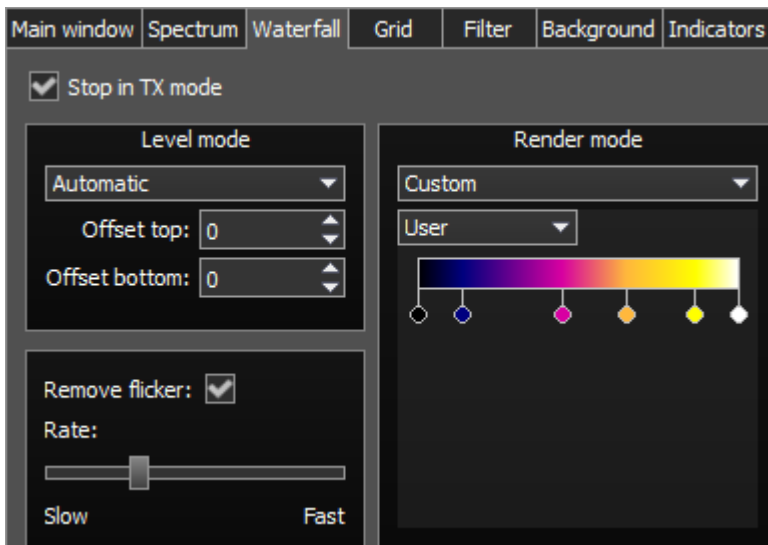 Main window Spectrum Waterfall Grid Filter Background Indicators
Stop in TX mode
Level mode
Automatic
Offset top: 0
Offset bottom: 0
Remove flicker:
Rate:
Slow Fast
Render mode
Custom
User